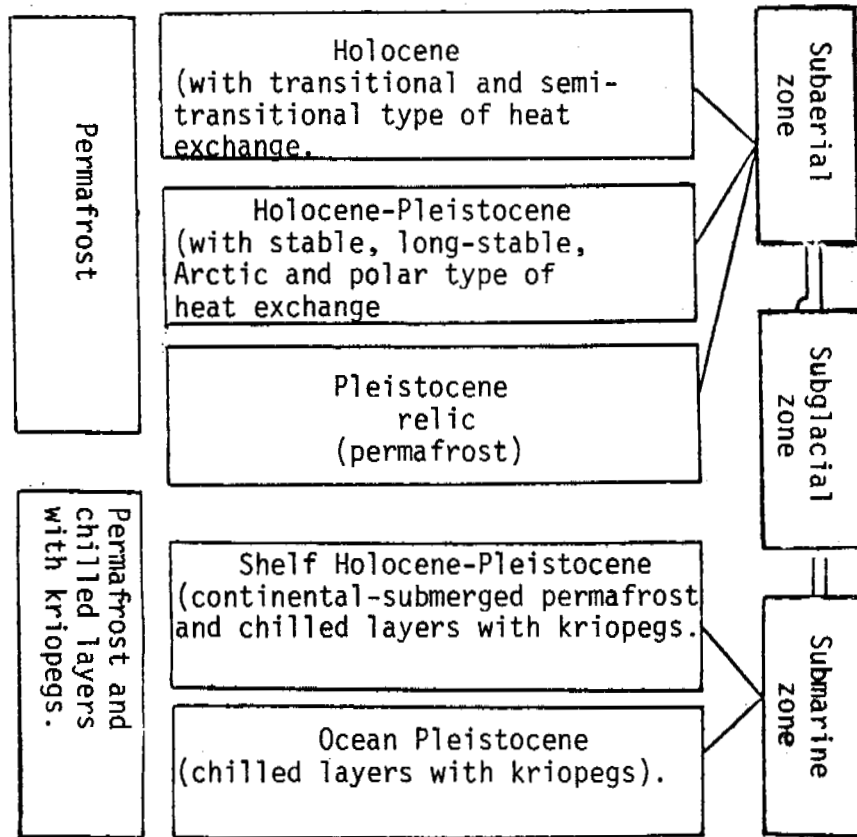 Permafrost
Permafrost and
chilled layers
with kriopegs.
Holocene
(with transitional and semi-
transitional type of heat
exchange.
Holocene-Pleistocene
(with stable, long-stable,
Arctic and polar type of
heat exchange
Pleistocene
relic
(permafrost)
Shelf Holocene-Pleistocene
(continental-submerged permafrost
and chilled layers with kriopegs.
Ocean Pleistocene
(chilled layers with kriopegs).
Subaerial
zone
Subglacial
zone
Submarine
zone